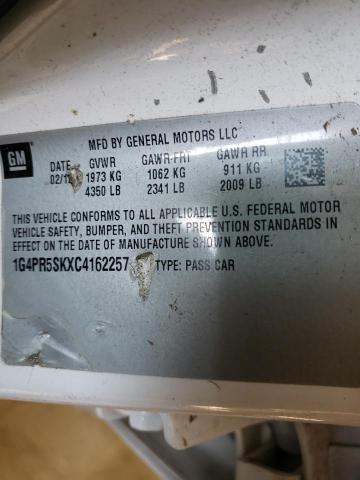 MFD BY GENERAL MOTORS LLC
GM
DATE GVWR GAWR-FRT GAWR RR
02/12 1973 KG 1062 KG 911 KG
4350 LB 2341 LB 2009 LB
THIS VEHICLE CONFORMS TO ALL APPLICABLE U.S. FEDERAL MOTOR
VEHICLE SAFETY, BUMPER, AND THEFT PREVENTION STANDARDS IN
EFFECT ON THE DATE OF MANUFACTURE SHOWN ABOVE.
1G4PR5SKXC4162257 TYPE: PASS CAR